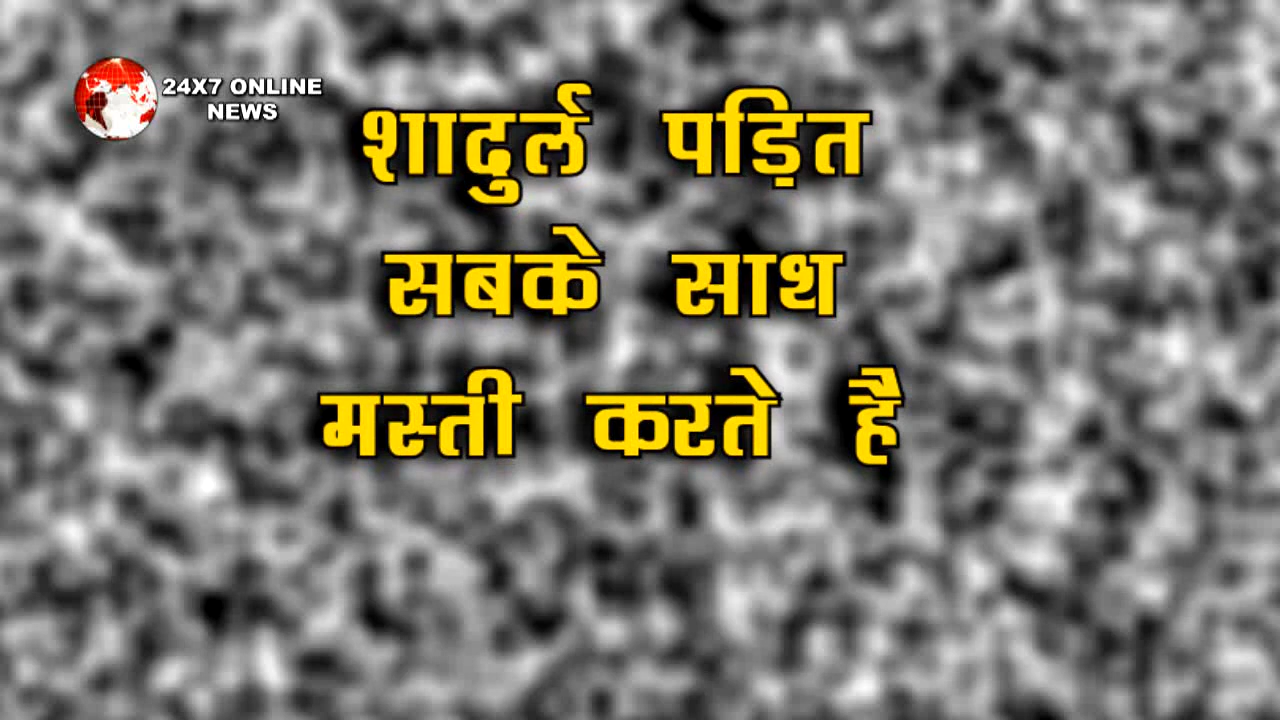 24X7 ONLINE
NEWS
शादुर्ल पड़ित
सबके साथ
मस्ती करते है